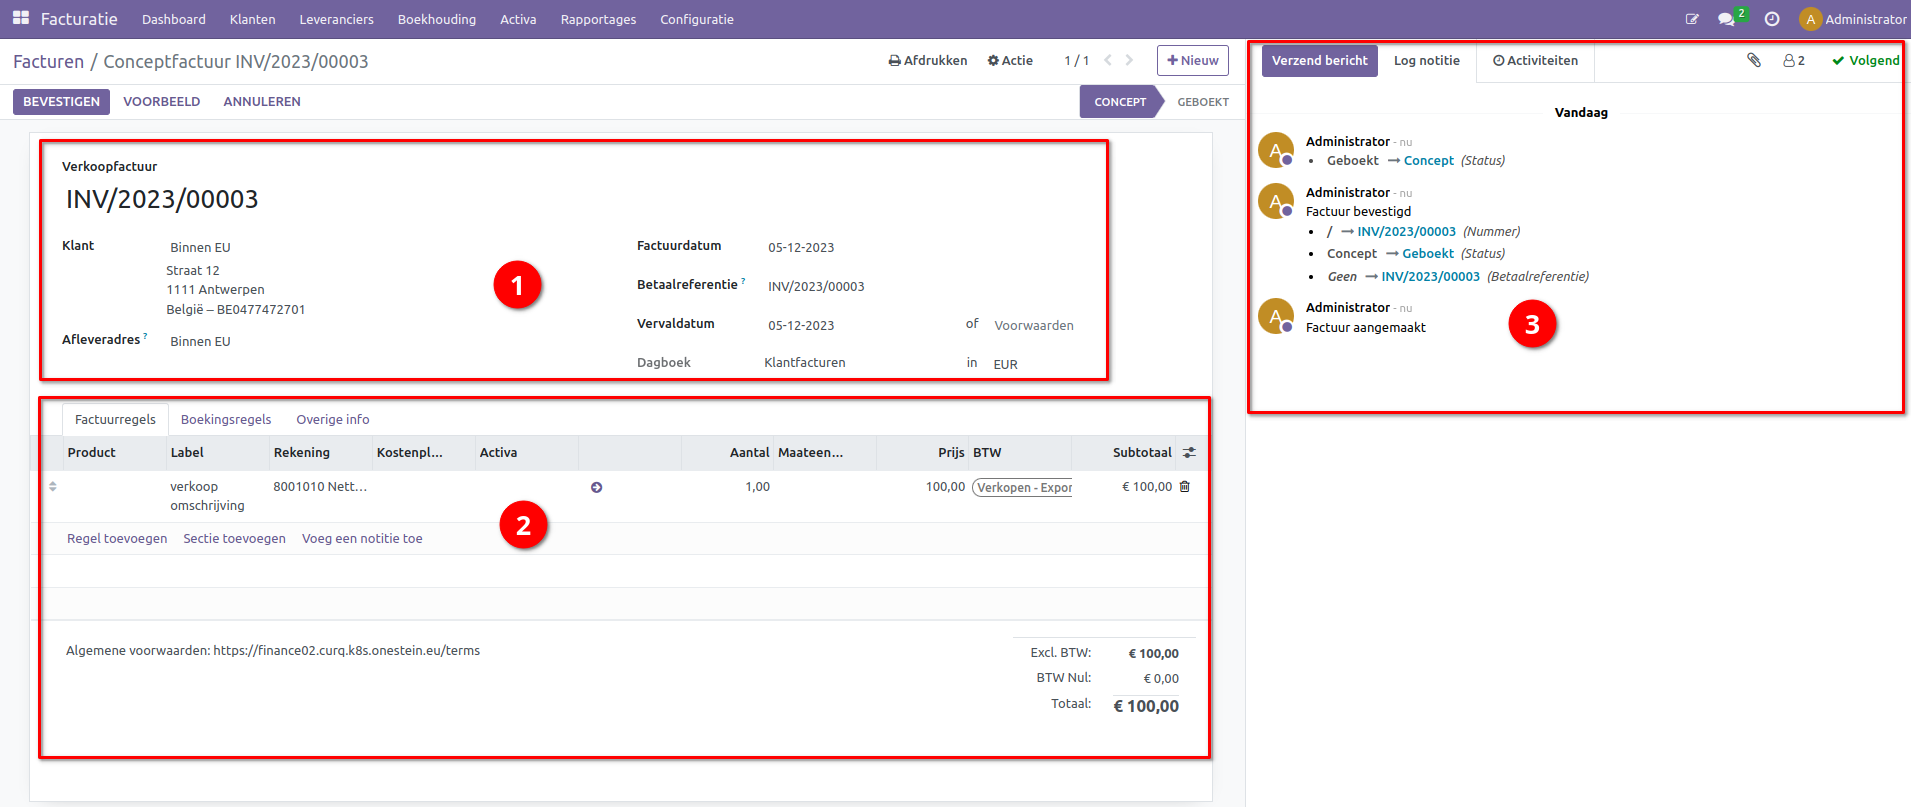 Facturatie Dashboard Klanten Leveranciers Boekhouding Activa Rapportages Configuratie 2 A Administrator
Facturen / Conceptfactuur INV/2023/00003 Afdrukken Actie 1 / 1 + Nieuw
BEVESTIGEN VOORBEELD ANNULEREN CONCEPT GEBOEKT
Verkoopfactuur
INV/2023/00003
Klant Binnen EU
Straat 12
1111 Antwerpen
België – BE0477472701
Afleveradres ? Binnen EU
Factuurdatum 05-12-2023
Betaalreferentie ? INV/2023/00003
Vervaldatum 05-12-2023 of Voorwaarden
Dagboek Klantfacturen in EUR
1
Factuurregels Boekingsregels Overige info
Product Label Rekening Kostenpl... Activa Aantal Maateen... Prijs BTW Subtotaal
verkoop omschrijving 8001010 Nett... 1,00 100,00 Verkopen - Expor € 100,00
Regel toevoegen Sectie toevoegen Voeg een notitie toe
2
Algemene voorwaarden: https://finance02.curq.k8s.onestein.eu/terms
Excl. BTW: € 100,00
BTW Nul: € 0,00
Totaal: € 100,00
Verzend bericht Log notitie Activiteiten 2 Volgend
Vandaag
A Administrator - nu
• Geboekt → Concept (Status)
A Administrator - nu
Factuur bevestigd
• / → INV/2023/00003 (Nummer)
• Concept → Geboekt (Status)
• Geen → INV/2023/00003 (Betaalreferentie)
A Administrator - nu
Factuur aangemaakt
3